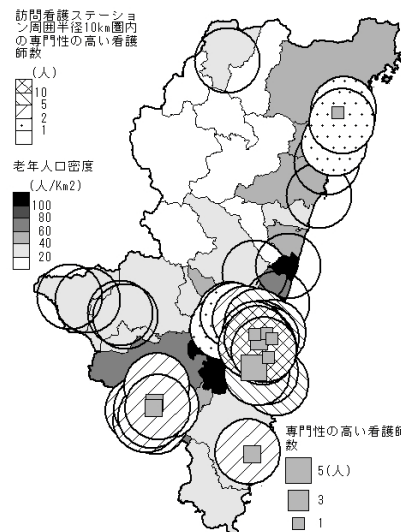 訪問看護ステーショ
ン周囲半径10km圏内
の専門性の高い看護
師数
(人)
10
5
2
1
老年人口密度
(人/Km2)
100
80
60
40
20
専門性の高い看護師
数
5(人)
3
1